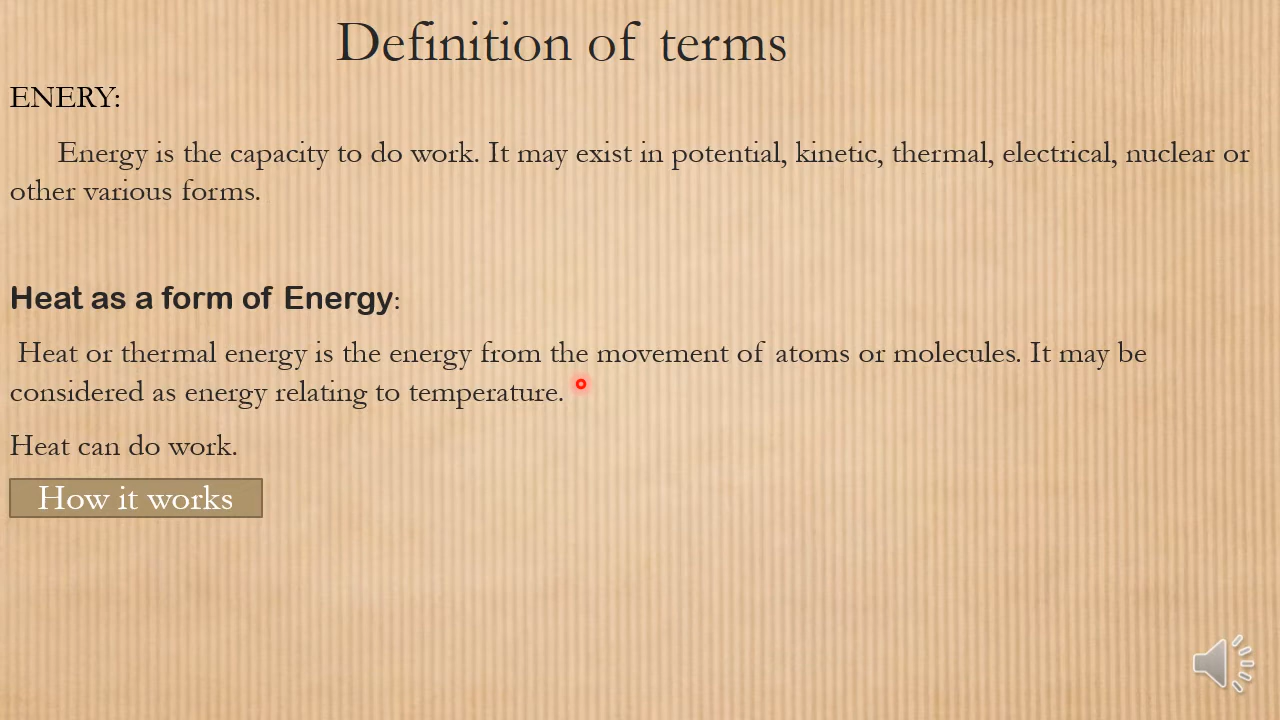 Definition of terms
ENERY:
Energy is the capacity to do work. It may exist in potential, kinetic, thermal, electrical, nuclear or
other various forms.
Heat as a form of Energy:
Heat or thermal energy is the energy from the movement of atoms or molecules. It may be
considered as energy relating to temperature.
Heat can do work.
How it works